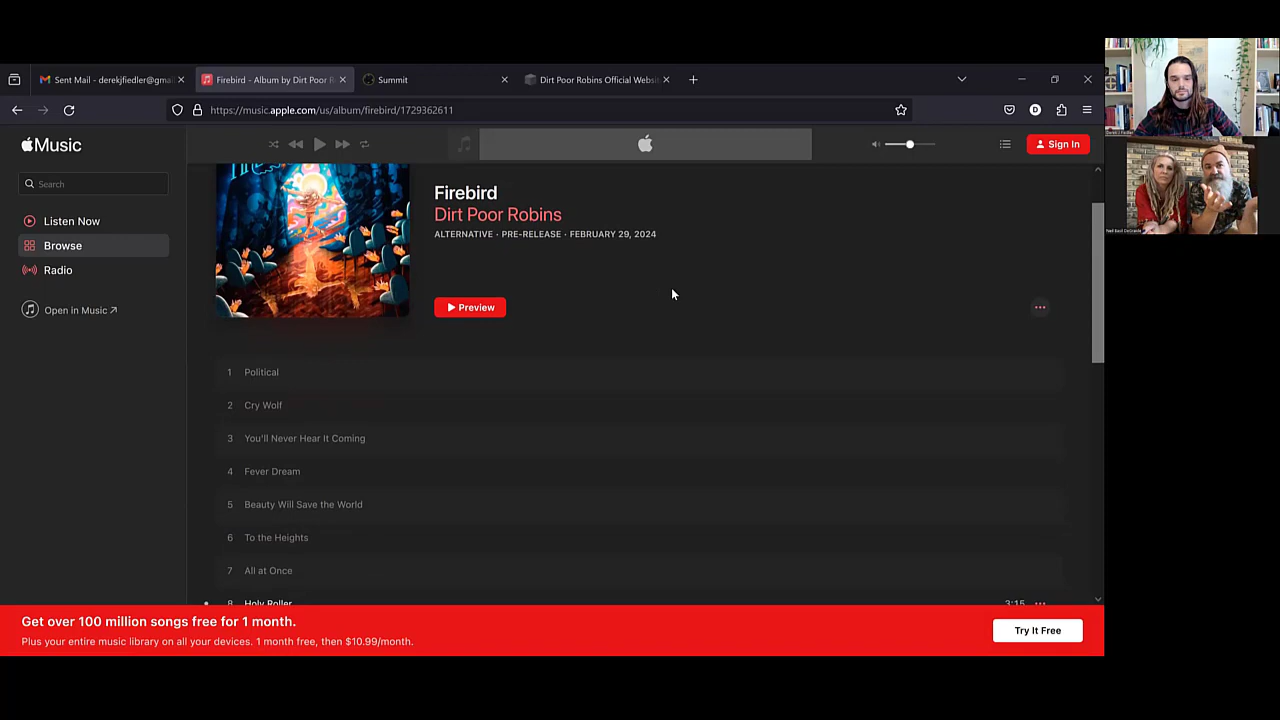 Sent Mail - derekjfiedler@gmai
Firebird - Album by Dirt Poor R
Summit
Dirt Poor Robins Official Websit
https://music.apple.com/us/album/firebird/1729362611
Music
Sign In
Search
Listen Now
Browse
Radio
Open in Music ↗
Firebird
Dirt Poor Robins
ALTERNATIVE · PRE-RELEASE · FEBRUARY 29, 2024
Preview
1 Political
2 Cry Wolf
3 You'll Never Hear It Coming
4 Fever Dream
5 Beauty Will Save the World
6 To the Heights
7 All at Once
8 Holy Roller 3:15
Get over 100 million songs free for 1 month.
Plus your entire music library on all your devices. 1 month free, then $10.99/month.
Try It Free